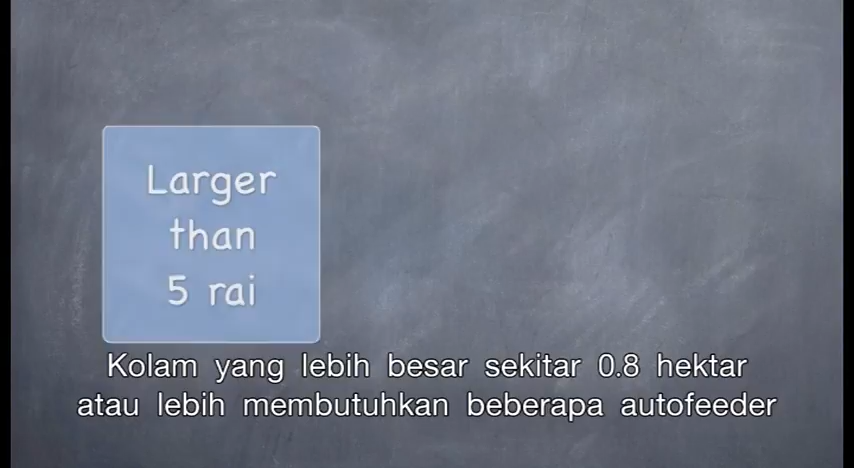 Larger
than
5 rai
Kolam yang lebih besar sekitar 0.8 hektar
atau lebih membutuhkan beberapa autofeeder